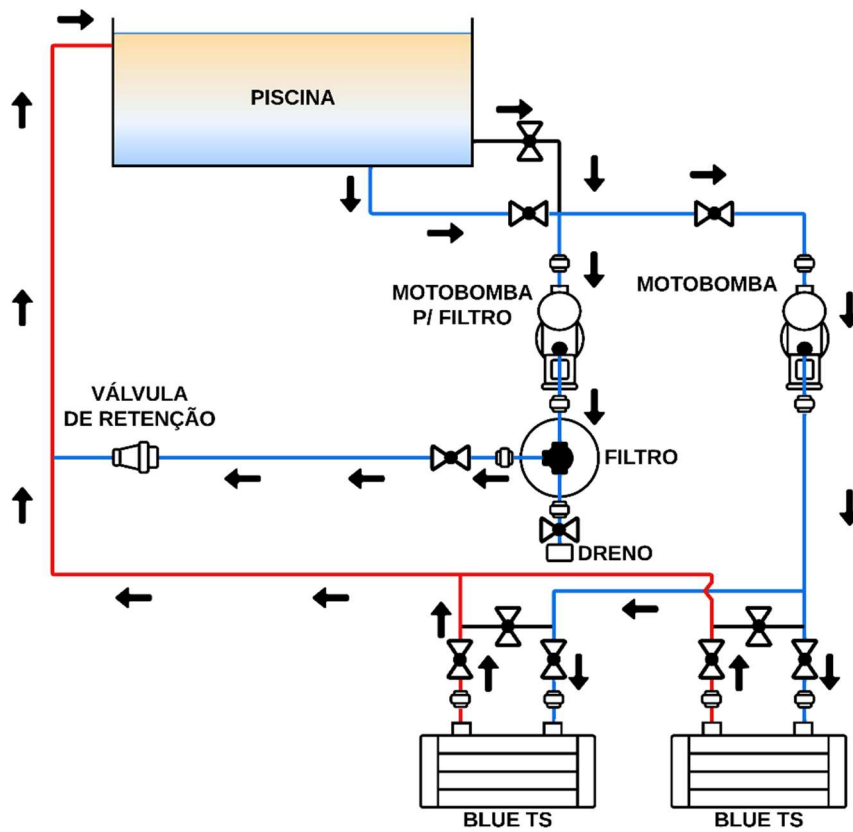 PISCINA
MOTOBOMBA
P/ FILTRO
MOTOBOMBA
VÁLVULA
DE RETENÇÃO
FILTRO
DRENO
BLUE TS
BLUE TS